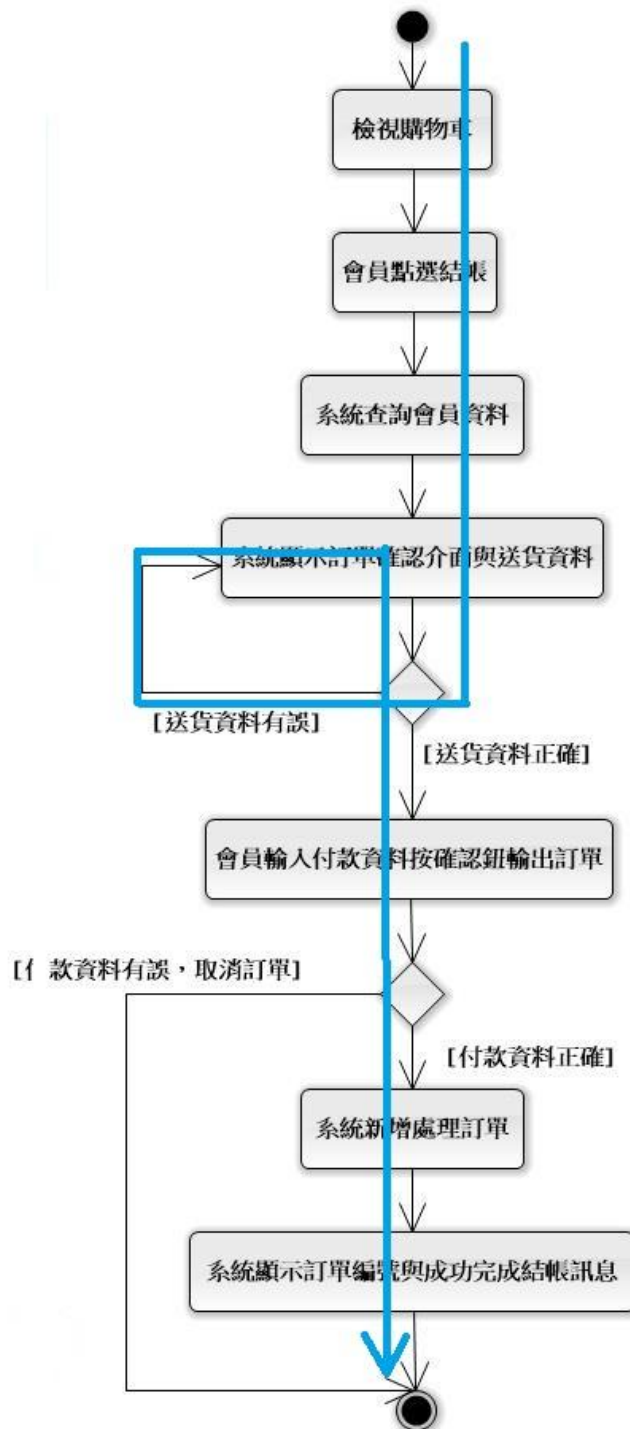 檢視購物車
會員點選結帳
系統查詢會員資料
系統顯示訂單確認介面與送貨資料
[送貨資料有誤]
[送貨資料正確]
會員輸入付款資料按確認鈕輸出訂單
[亻款資料有誤，取消訂單]
[付款資料正確]
系統新增處理訂單
系統顯示訂單編號與成功完成結帳訊息